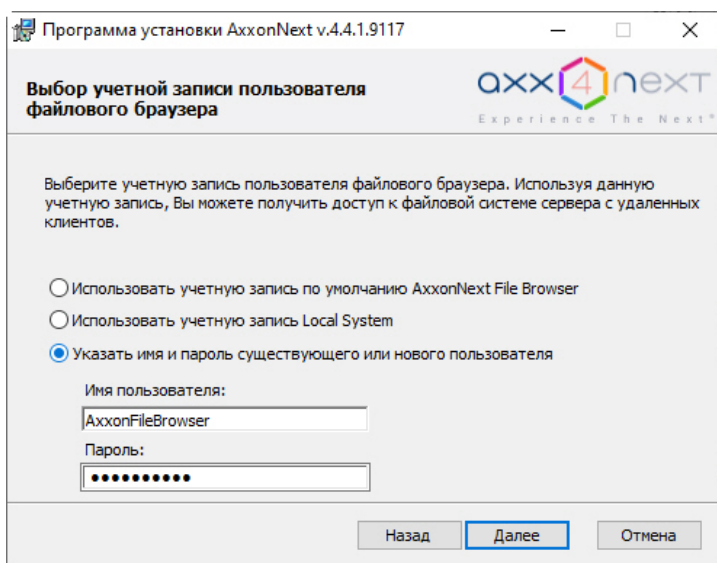 Программа установки AxxonNext v.4.4.1.9117
Выбор учетной записи пользователя
файлового браузера
axx4next
Experience The Next®
Выберите учетную запись пользователя файлового браузера. Используя данную
учетную запись, Вы можете получить доступ к файловой системе сервера с удаленных
клиентов.
Использовать учетную запись по умолчанию AxxonNext File Browser
Использовать учетную запись Local System
Указать имя и пароль существующего или нового пользователя
Имя пользователя:
AxxonFileBrowser
Пароль:
●●●●●●●●●●
Назад Далее Отмена